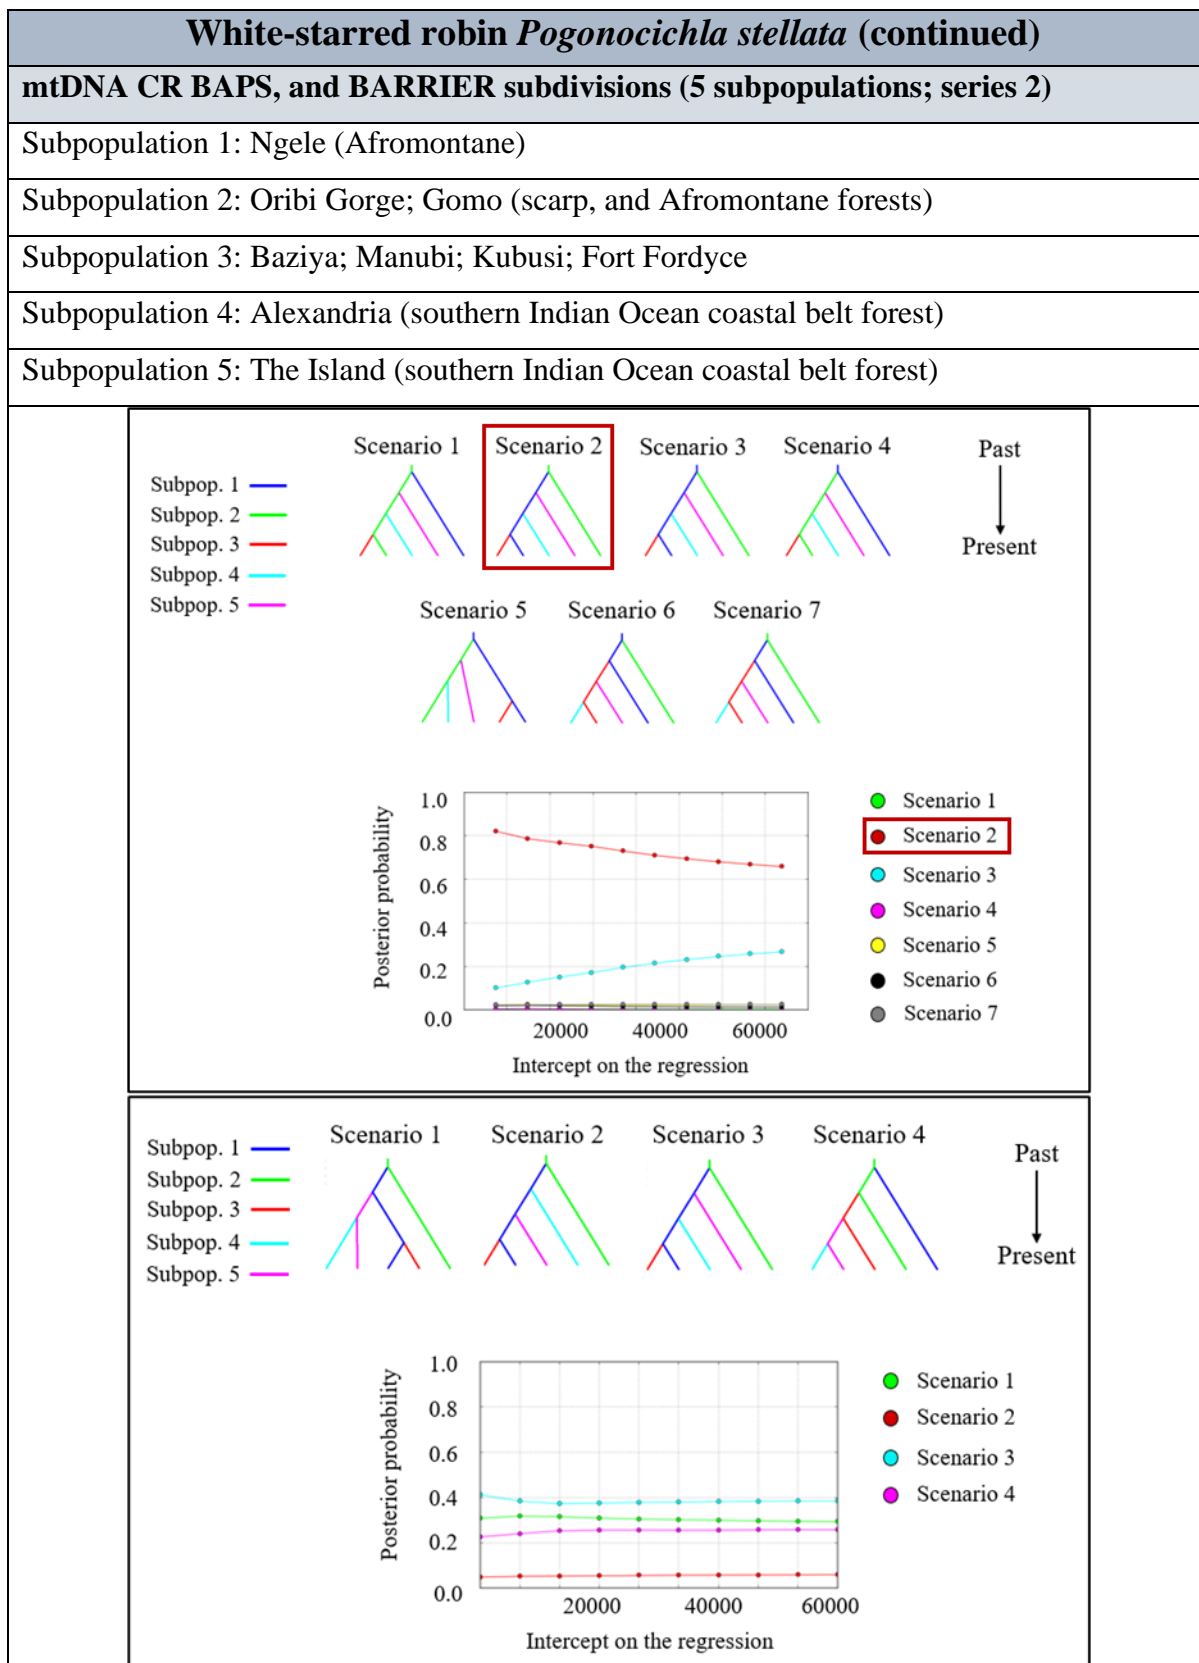 White-starred robin Pogonocichla stellata (continued)
mtDNA CR BAPS, and BARRIER subdivisions (5 subpopulations; series 2)
Subpopulation 1: Ngele (Afromontane)
Subpopulation 2: Oribi Gorge; Gomo (scarp, and Afromontane forests)
Subpopulation 3: Baziya; Manubi; Kubusi; Fort Fordyce
Subpopulation 4: Alexandria (southern Indian Ocean coastal belt forest)
Subpopulation 5: The Island (southern Indian Ocean coastal belt forest)
Scenario 1 Scenario 2 Scenario 3 Scenario 4
Past
Present
Subpop. 1
Subpop. 2
Subpop. 3
Subpop. 4
Subpop. 5
Scenario 5 Scenario 6 Scenario 7
Posterior probability
1.0
0.8
0.6
0.4
0.2
0.0
20000 40000 60000
Intercept on the regression
Scenario 1
Scenario 2
Scenario 3
Scenario 4
Scenario 5
Scenario 6
Scenario 7
Scenario 1 Scenario 2 Scenario 3 Scenario 4
Past
Present
Subpop. 1
Subpop. 2
Subpop. 3
Subpop. 4
Subpop. 5
Posterior probability
1.0
0.8
0.6
0.4
0.2
0.0
20000 40000 60000
Intercept on the regression
Scenario 1
Scenario 2
Scenario 3
Scenario 4